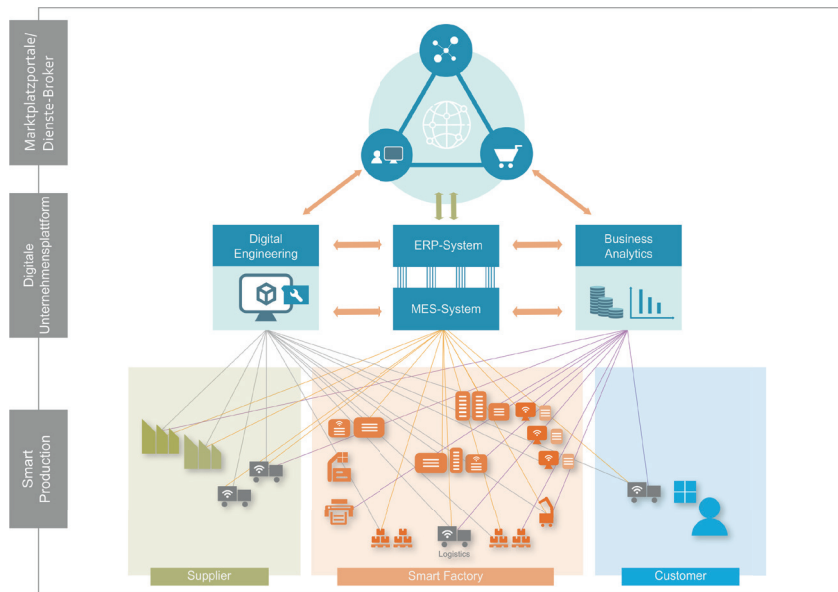 Marktplatzportale/
Dienste-Broker
Digital
Engineering
ERP-System
Business
Analytics
MES-System
Digitale
Unternehmensplattform
Smart
Production
Logistics
Supplier
Smart Factory
Customer